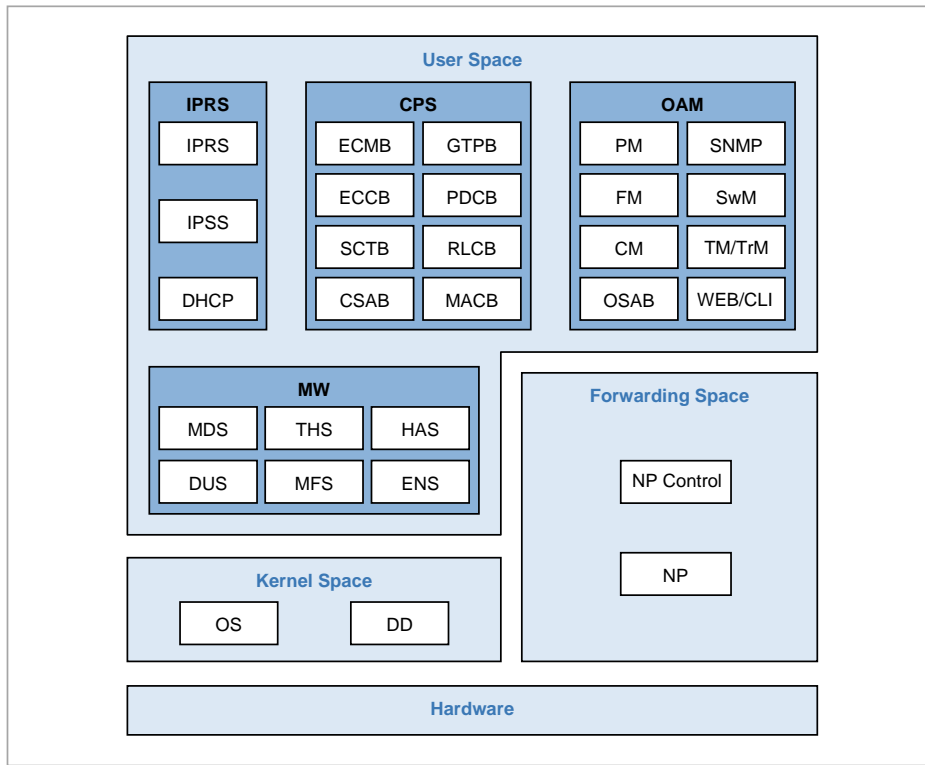 User Space
IPRS
IPRS
IPSS
DHCP
CPS
ECMB GTPB
ECCB PDCB
SCTB RLCB
CSAB MACB
OAM
PM SNMP
FM SwM
CM TM/TrM
OSAB WEB/CLI
MW
MDS THS HAS
DUS MFS ENS
Forwarding Space
NP Control
NP
Kernel Space
OS DD
Hardware